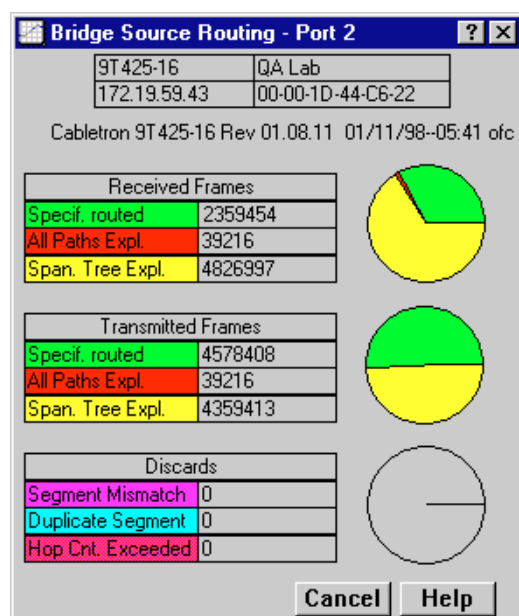 Bridge Source Routing - Port 2
9T425-16 QA Lab
172.19.59.43 00-00-1D-44-C6-22
Cabletron 9T425-16 Rev 01.08.11 01/11/98--05:41 ofc
Received Frames
Specif. routed 2359454
All Paths Expl. 39216
Span. Tree Expl. 4826997
Transmitted Frames
Specif. routed 4578408
All Paths Expl. 39216
Span. Tree Expl. 4359413
Discards
Segment Mismatch 0
Duplicate Segment 0
Hop Cnt. Exceeded 0
Cancel Help